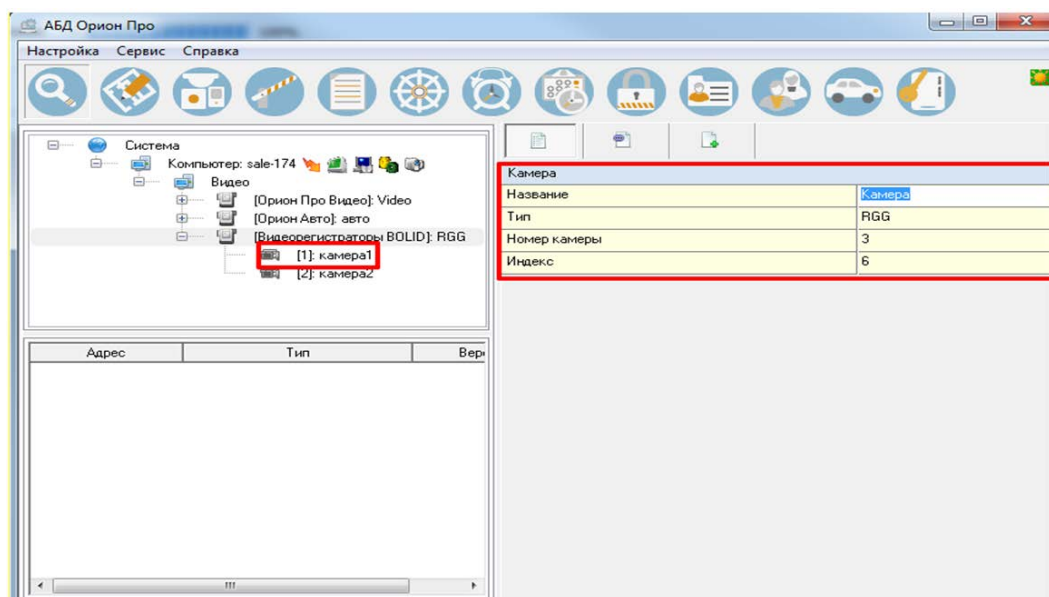 АБД Орион Про
Настройка Сервис Справка
Система
Компьютер: sale-174
Видео
[Орион Про Видео]: Video
[Орион Авто]: авто
[Видеорегистраторы BOLID]: RGG
[1]: камера1
[2]: камера2
Камера
Название Камера
Тип RGG
Номер камеры 3
Индекс 6
Адрес Тип